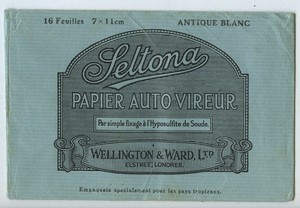 16 Feuilles 7 x 11cm ANTIQUE BLANC
Seltona
PAPIER AUTO VIREUR
Par simple fixage à l'Hyposulfite de Soude.
WELLINGTON & WARD, LTD
ELSTREE, LONDRES.
Empaquetés spécialement pour les pays tropicaux.